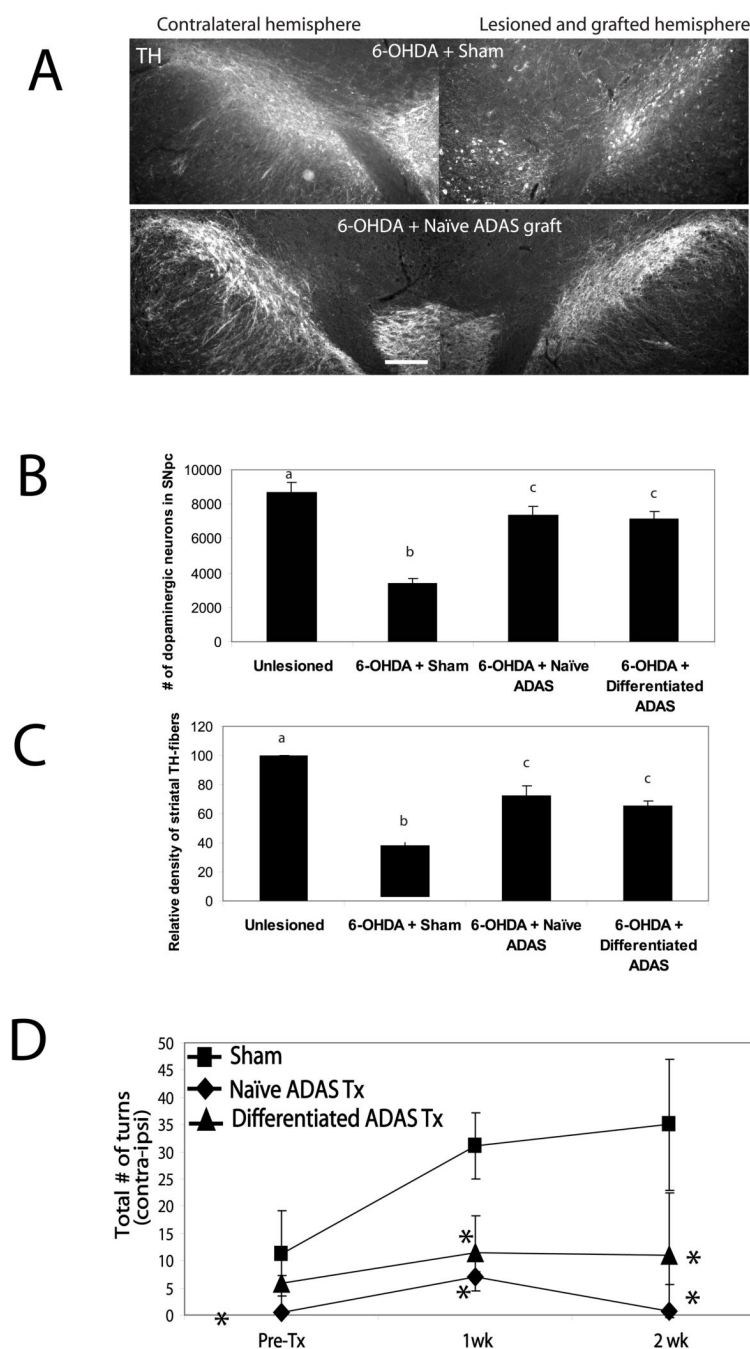 Contralateral hemisphere Lesioned and grafted hemisphere
A
TH
6-OHDA + Sham
6-OHDA + Naïve ADAS graft
B
# of dopaminergic neurons in SNpc
10000
8000
6000
4000
2000
0
a
b
c
c
Unlesioned
6-OHDA + Sham
6-OHDA + Naïve
ADAS
6-OHDA +
Differentiated
ADAS
C
Relative density of striatal TH-fibers
120
100
80
60
40
20
0
a
b
c
c
Unlesioned
6-OHDA + Sham
6-OHDA + Naïve
ADAS
6-OHDA +
Differentiated
ADAS
D
Total # of turns
(contra-ipsi)
50
45
40
35
30
25
20
15
10
5
0
Sham
Naïve ADAS Tx
Differentiated ADAS Tx
*
*
*
*
*
Pre-Tx
1wk
2 wk